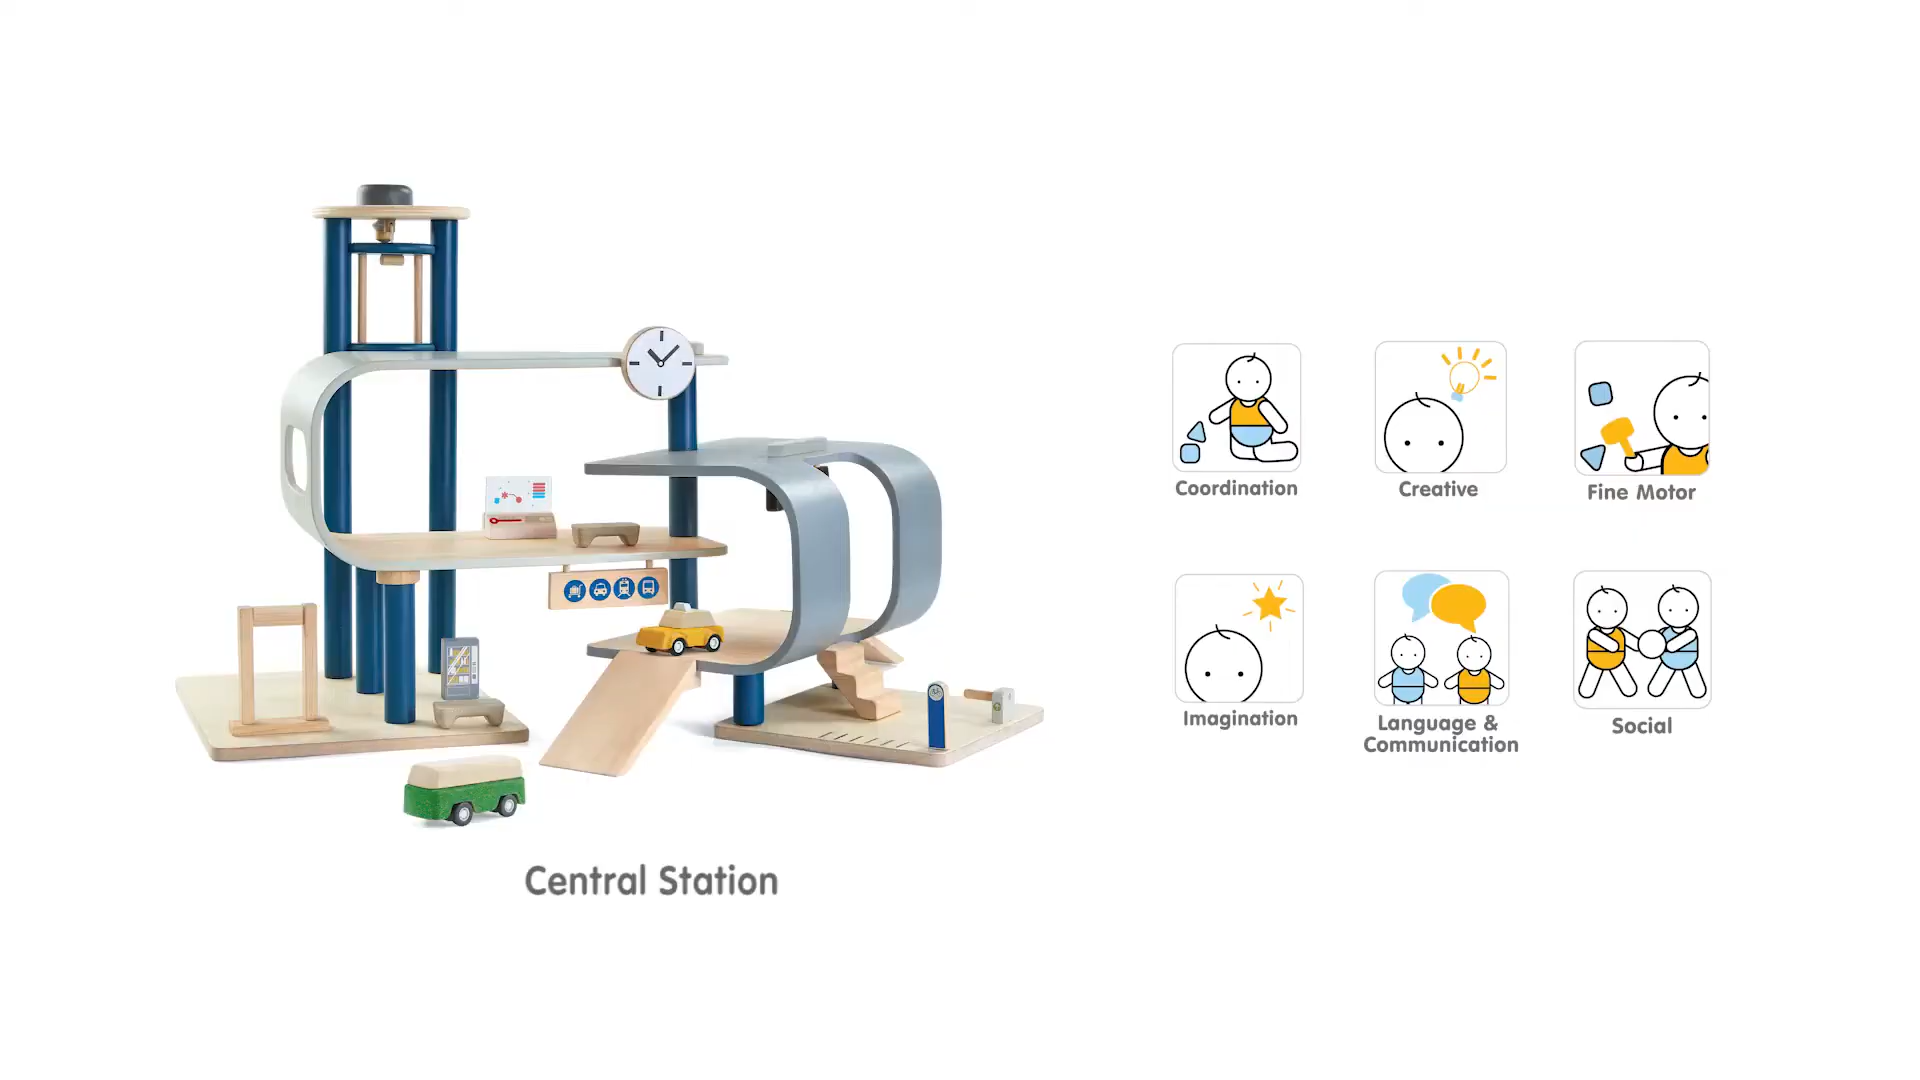 Central Station
Coordination
Creative
Fine Motor
Imagination
Language &
Communication
Social